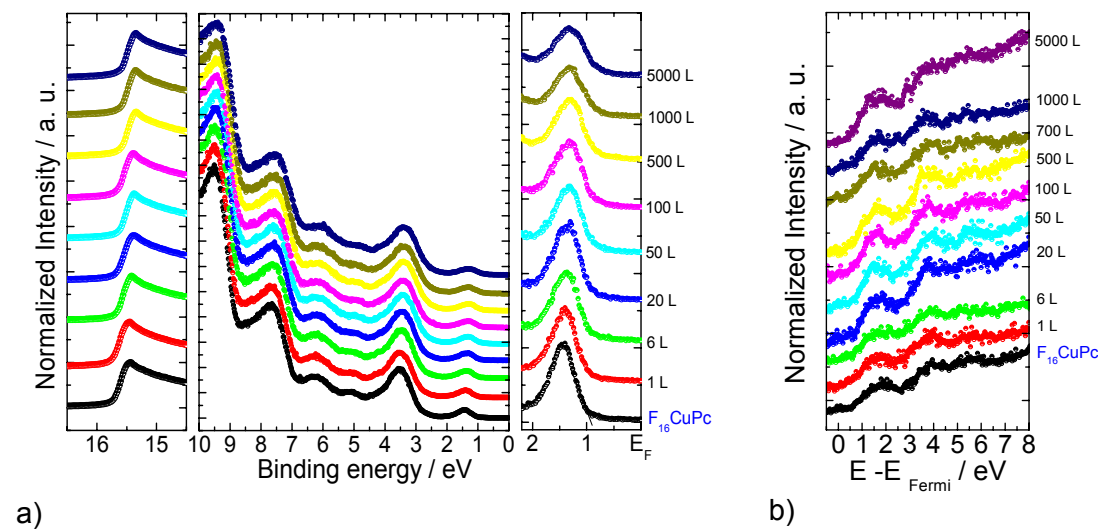 Normalized Intensity / a. u.
5000 L
1000 L
500 L
100 L
50 L
20 L
6 L
1 L
F16CuPc
16 15
10 9 8 7 6 5 4 3 2 1 0
2 1 EF
Binding energy / eV
a)
Normalized Intensity / a. u.
5000 L
1000 L
700 L
500 L
100 L
50 L
20 L
6 L
1 L
F16CuPc
0 1 2 3 4 5 6 7 8
E -EFermi / eV
b)